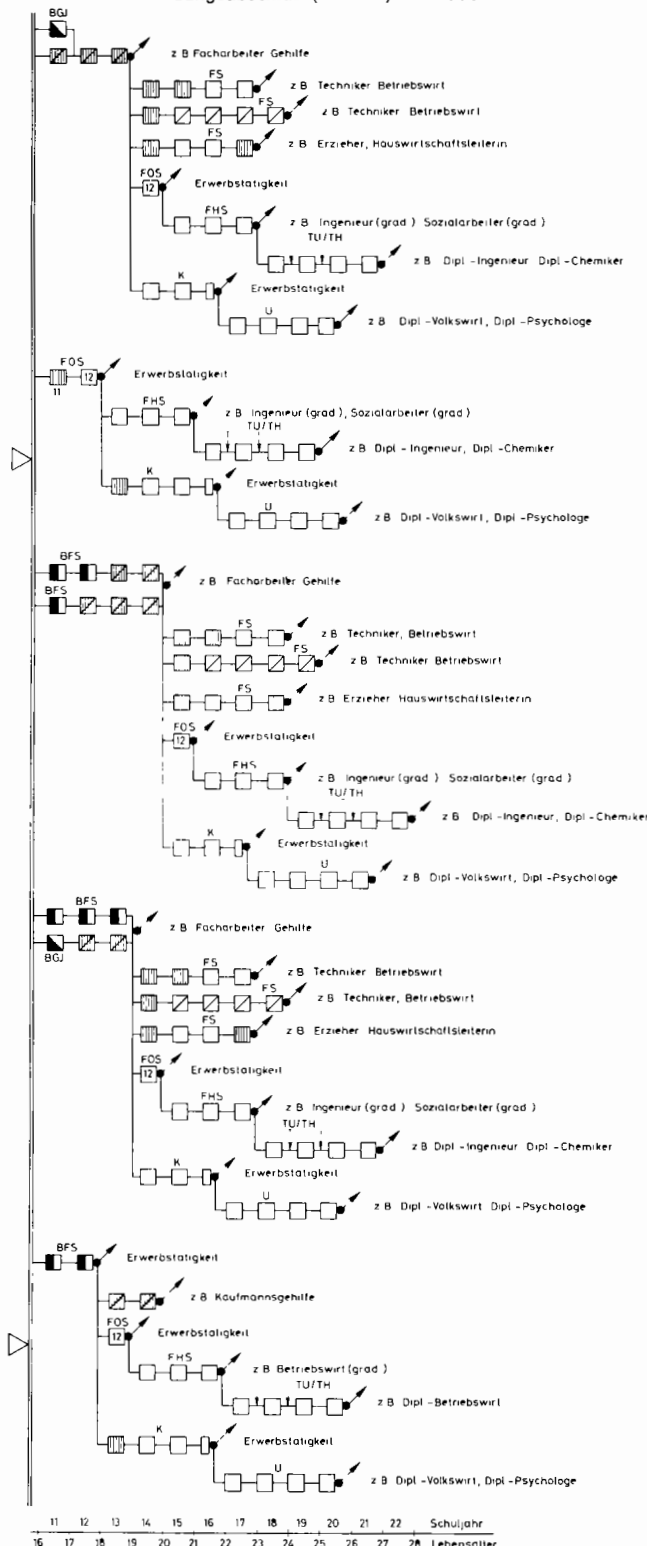 BGJ
z B Facharbeiter Gehilfe
FS
z B Techniker Betriebswirt
FS
z B Techniker Betriebswirt
FS
z B Erzieher, Hauswirtschaftsleiterin
FOS
Erwerbstätigkeit
12
FHS
z B Ingenieur (grad) Sozialarbeiter (grad)
TU/TH
z B Dipl -Ingenieur Dipl -Chemiker
K
Erwerbstätigkeit
U
z B Dipl -Volkswirt, Dipl -Psychologe
FOS
Erwerbstätigkeit
12
11
FHS
z B Ingenieur (grad), Sozialarbeiter (grad)
TU/TH
z B Dipl - Ingenieur, Dipl -Chemiker
K
Erwerbstätigkeit
U
z B Dipl -Volkswirt, Dipl -Psychologe
BFS
z B Facharbeiter Gehilfe
BFS
FS
z B Techniker, Betriebswirt
FS
z B Techniker Betriebswirt
FS
z B Erzieher Hauswirtschaftsleiterin
FOS
Erwerbstätigkeit
12
FHS
z B Ingenieur (grad) Sozialarbeiter (grad)
TU/TH
z B Dipl -Ingenieur, Dipl -Chemiker
K
Erwerbstätigkeit
U
z B Dipl -Volkswirt, Dipl -Psychologe
BFS
z B Facharbeiter Gehilfe
BGJ
FS
z B Techniker Betriebswirt
FS
z B Techniker, Betriebswirt
FS
z B Erzieher Hauswirtschaftsleiterin
FOS
Erwerbstätigkeit
12
FHS
z B Ingenieur (grad) Sozialarbeiter (grad)
TU/TH
z B Dipl -Ingenieur Dipl -Chemiker
K
Erwerbstätigkeit
U
z B Dipl -Volkswirt Dipl -Psychologe
BFS
Erwerbstätigkeit
z B Kaufmannsgehilfe
FOS
Erwerbstätigkeit
12
FHS
z B Betriebswirt (grad)
TU/TH
z B Dipl -Betriebswirt
K
Erwerbstätigkeit
U
z B Dipl -Volkswirt, Dipl -Psychologe
11 12 13 14 15 16 17 18 19 20 21 22 Schuljahr
16 17 18 19 20 21 22 23 24 25 26 27 28 Lebensalter